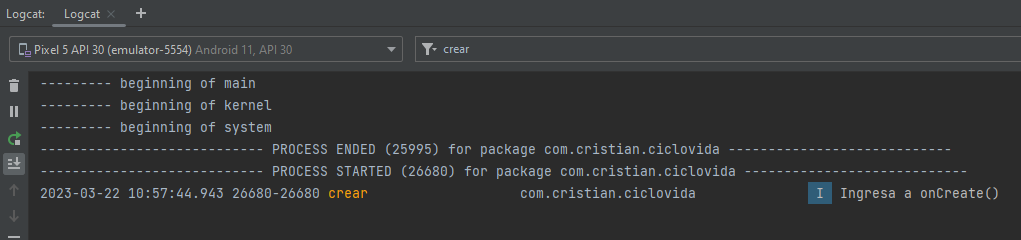 Logcat: Logcat
Pixel 5 API 30 (emulator-5554) Android 11, API 30 crear
--------- beginning of main
--------- beginning of kernel
--------- beginning of system
---------------------------- PROCESS ENDED (25995) for package com.cristian.ciclovida ----------------------------
---------------------------- PROCESS STARTED (26680) for package com.cristian.ciclovida ----------------------------
2023-03-22 10:57:44.943 26680-26680 crear com.cristian.ciclovida I Ingresa a onCreate()